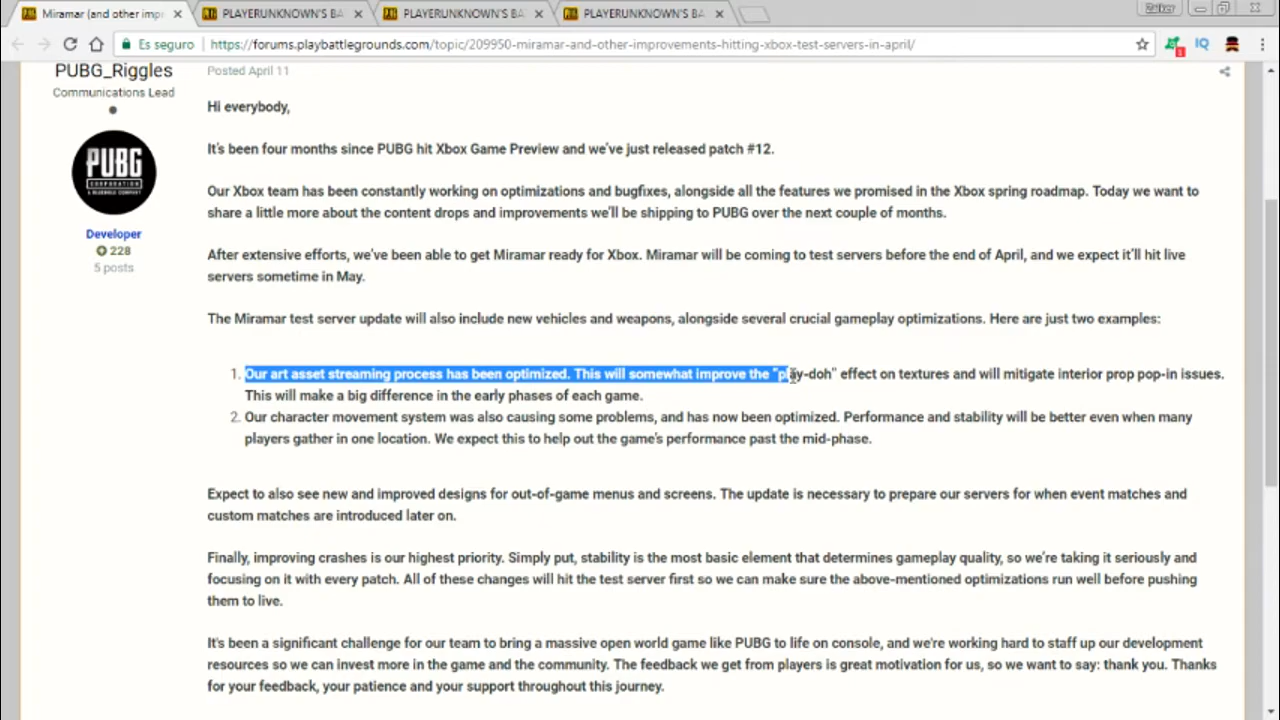 Miramar (and other impr
PLAYERUNKNOWN'S BA
PLAYERUNKNOWN'S BA
PLAYERUNKNOWN'S BA
Es seguro
https://forums.playbattlegrounds.com/topic/209950-miramar-and-other-improvements-hitting-xbox-test-servers-in-april/
IQ
PUBG_Riggles
Communications Lead
PUBG
CORPORATION
Developer
228
5 posts
Posted April 11
Hi everybody,
It's been four months since PUBG hit Xbox Game Preview and we've just released patch #12.
Our Xbox team has been constantly working on optimizations and bugfixes, alongside all the features we promised in the Xbox spring roadmap. Today we want to
share a little more about the content drops and improvements we'll be shipping to PUBG over the next couple of months.
After extensive efforts, we've been able to get Miramar ready for Xbox. Miramar will be coming to test servers before the end of April, and we expect it'll hit live
servers sometime in May.
The Miramar test server update will also include new vehicles and weapons, alongside several crucial gameplay optimizations. Here are just two examples:
1. Our art asset streaming process has been optimized. This will somewhat improve the "play-doh" effect on textures and will mitigate interior prop pop-in issues.
This will make a big difference in the early phases of each game.
2. Our character movement system was also causing some problems, and has now been optimized. Performance and stability will be better even when many
players gather in one location. We expect this to help out the game's performance past the mid-phase.
Expect to also see new and improved designs for out-of-game menus and screens. The update is necessary to prepare our servers for when event matches and
custom matches are introduced later on.
Finally, improving crashes is our highest priority. Simply put, stability is the most basic element that determines gameplay quality, so we're taking it seriously and
focusing on it with every patch. All of these changes will hit the test server first so we can make sure the above-mentioned optimizations run well before pushing
them to live.
It's been a significant challenge for our team to bring a massive open world game like PUBG to life on console, and we're working hard to staff up our development
resources so we can invest more in the game and the community. The feedback we get from players is great motivation for us, so we want to say: thank you. Thanks
for your feedback, your patience and your support throughout this journey.